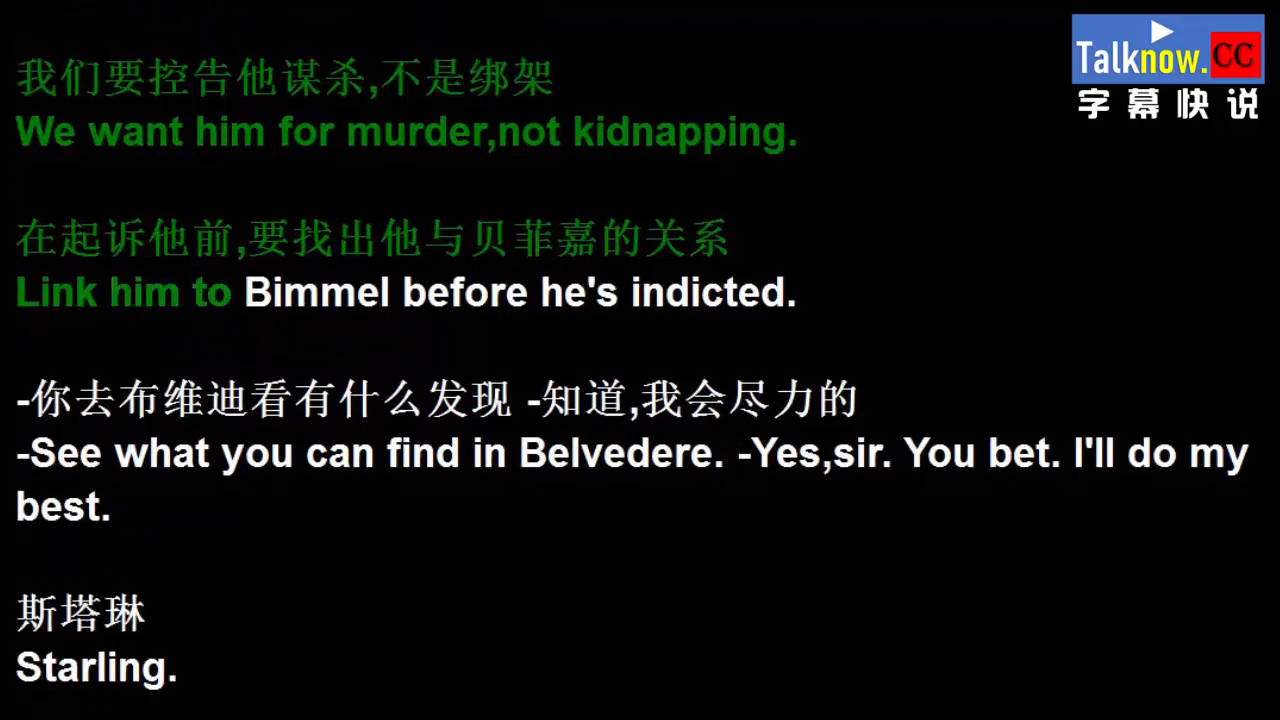 我们要控告他谋杀,不是绑架
We want him for murder,not kidnapping.
在起诉他前,要找出他与贝菲嘉的关系
Link him to Bimmel before he's indicted.
-你去布维迪看有什么发现 -知道,我会尽力的
-See what you can find in Belvedere. -Yes,sir. You bet. I'll do my
best.
斯塔琳
Starling.
Talknow.CC
字幕快说